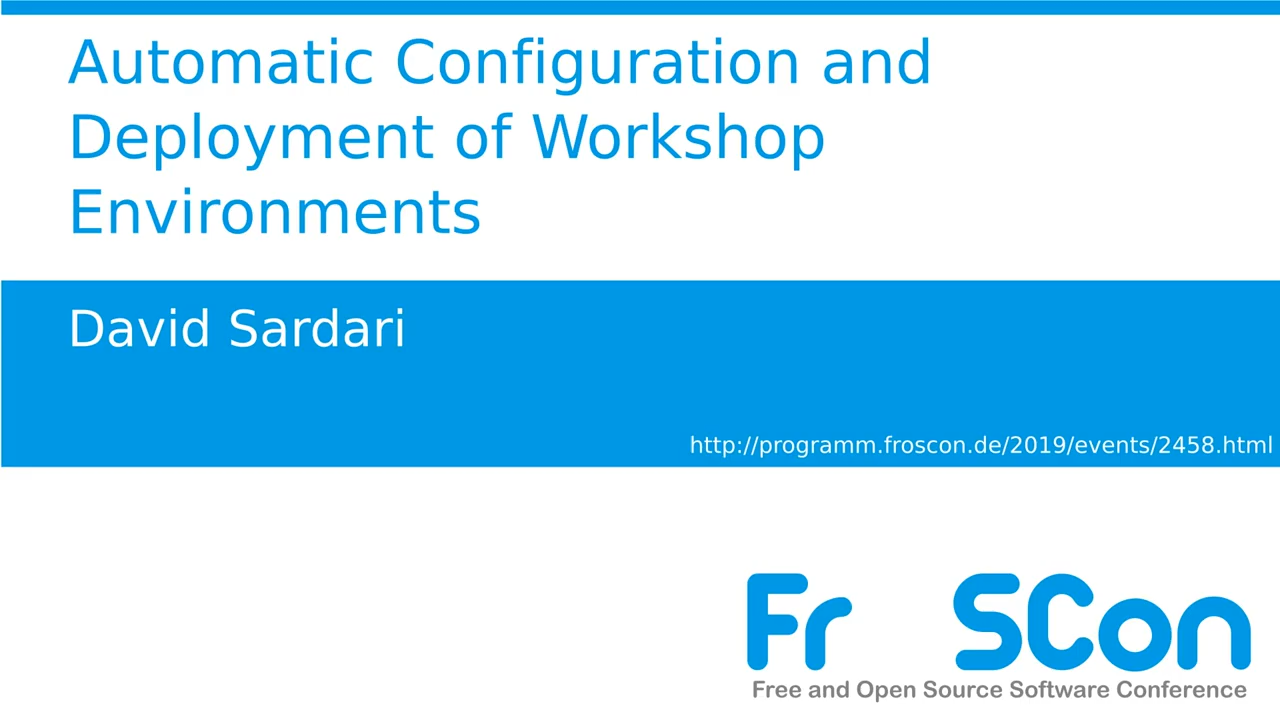 Automatic Configuration and
Deployment of Workshop
Environments
David Sardari
http://programm.froscon.de/2019/events/2458.html
Fr SCon
Free and Open Source Software Conference